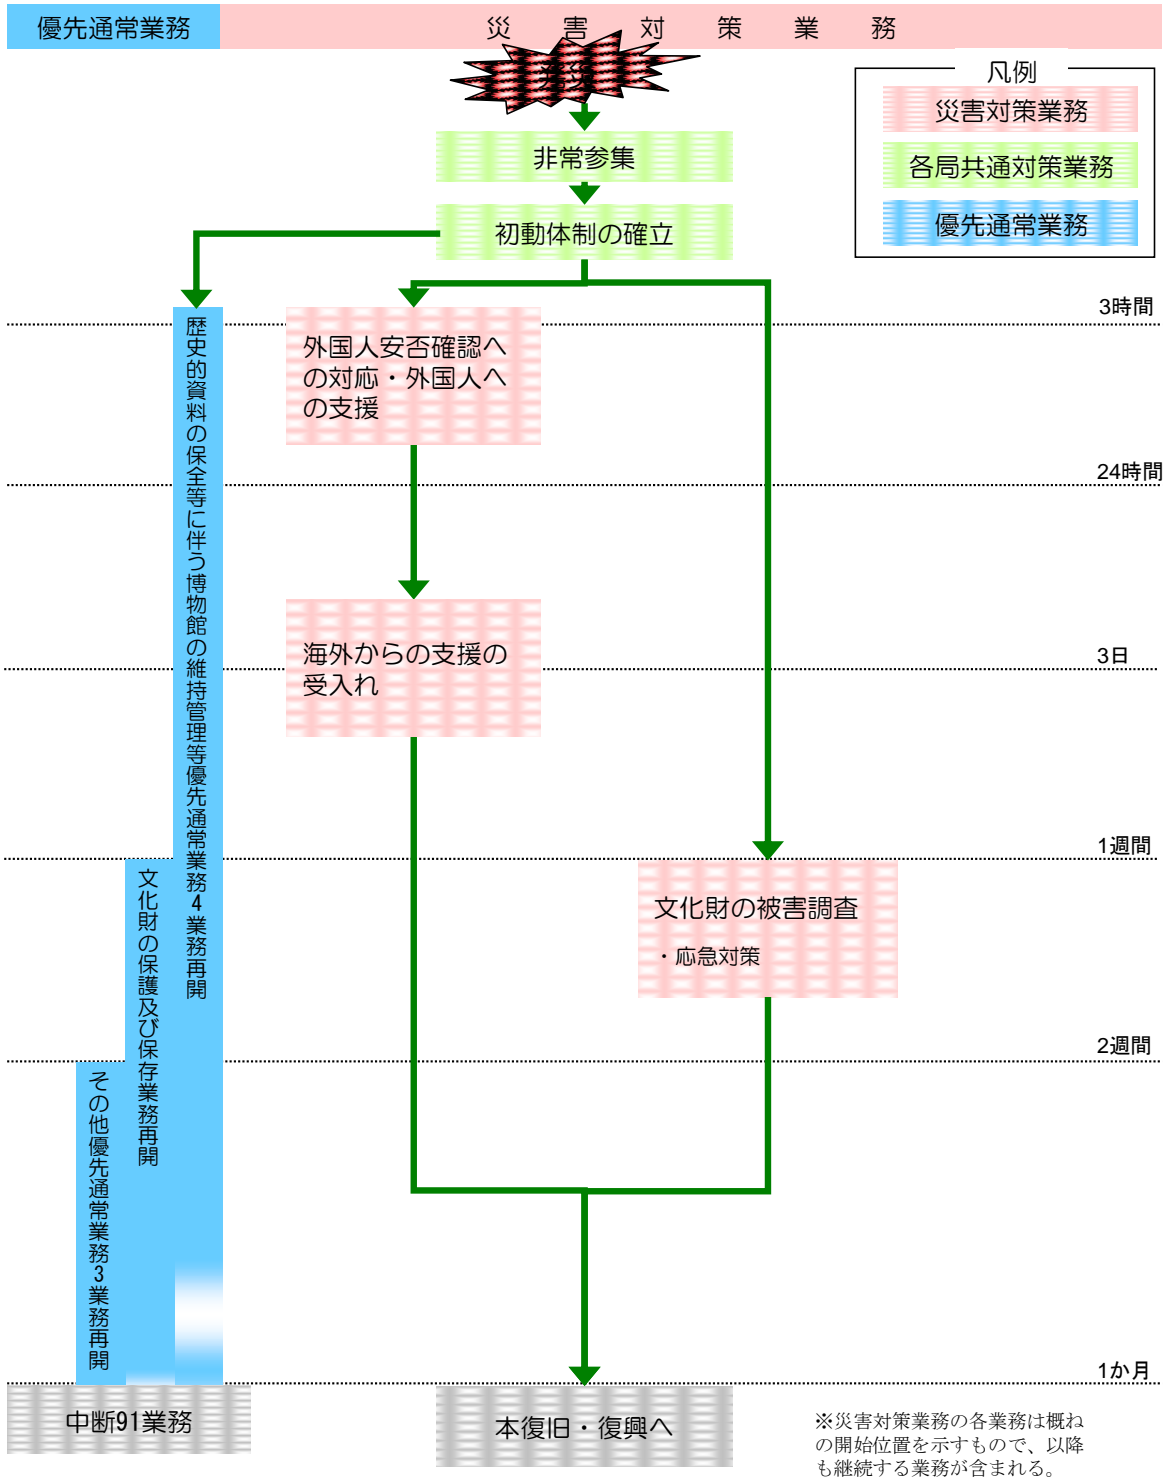 優先通常業務
災害対策業務
発災
凡例
災害対策業務
各局共通対策業務
優先通常業務
非常参集
初動体制の確立
3時間
外国人安否確認へ
の対応・外国人へ
の支援
24時間
海外からの支援の
受入れ
3日
1週間
文化財の被害調査
・応急対策
2週間
歴史的資料の保全等に伴う博物館の維持管理等優先通常業務4業務再開
文化財の保護及び保存業務再開
その他優先通常業務3業務再開
1か月
中断91業務
本復旧・復興へ
※災害対策業務の各業務は概ね
の開始位置を示すもので、以降
も継続する業務が含まれる。